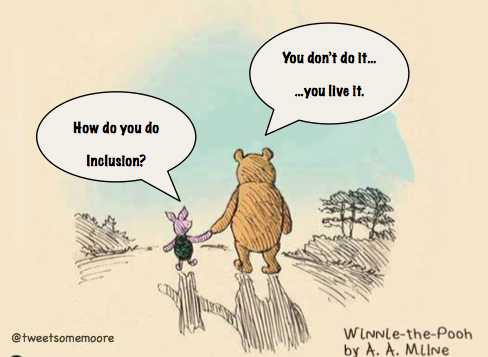 You don't do it...
...you live it.
How do you do
Inclusion?
@tweetsomemoore
Winnie-the-Pooh
by A. A. Milne